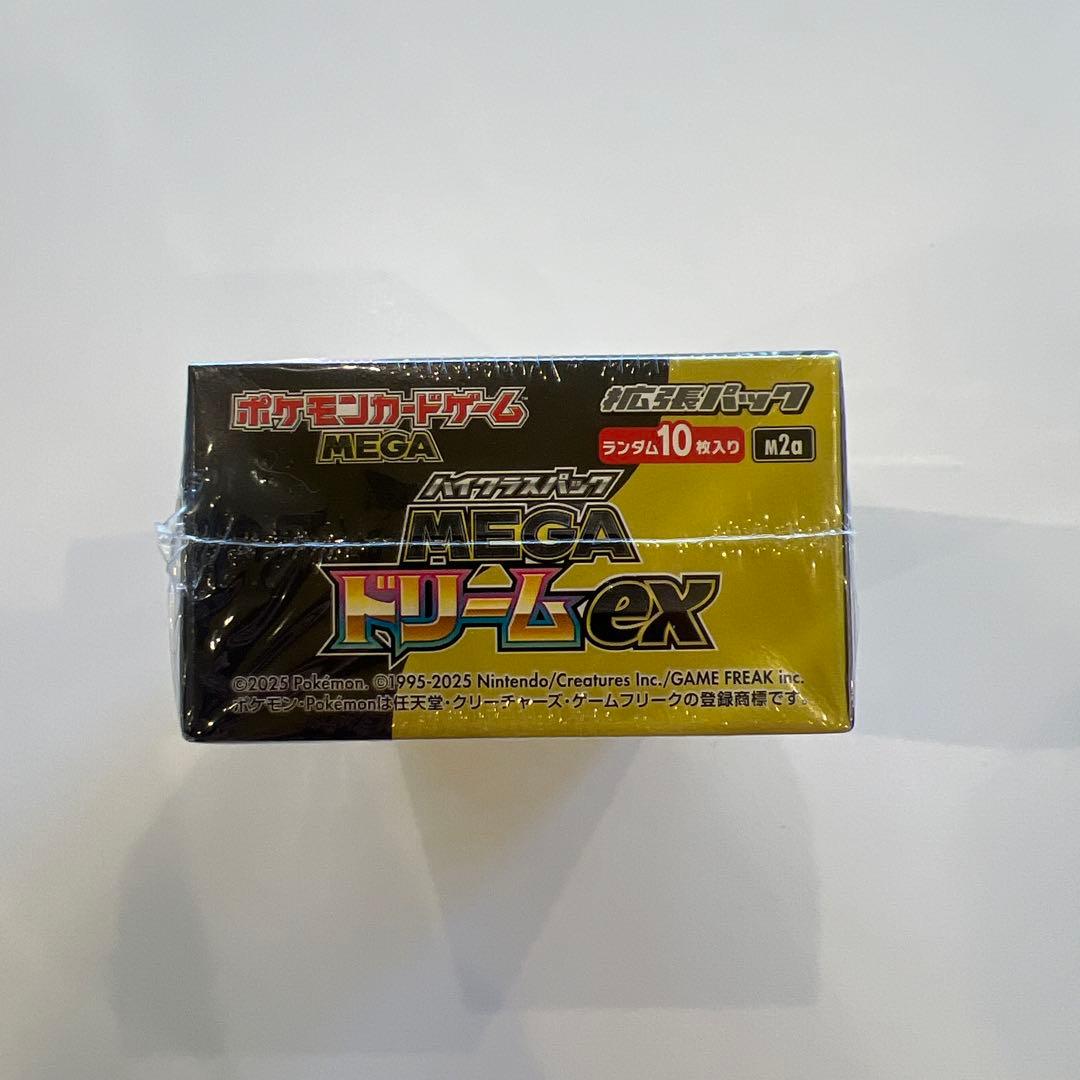 ポケモンカードゲーム™
MEGA
拡張パック
ランダム10枚入り M2a
ハイクラスパック
MEGA
ドリームex
©2025 Pokémon. ©1995-2025 Nintendo/Creatures Inc./GAME FREAK inc.
ポケモン・Pokémonは任天堂・クリーチャーズ・ゲームフリークの登録商標です。